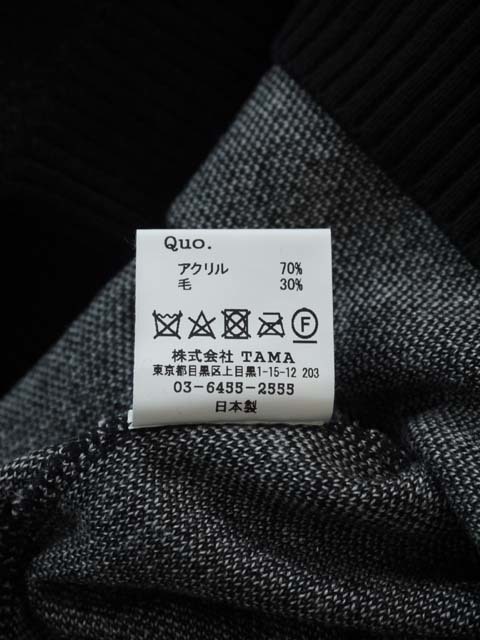 Quo.
アクリル 70%
毛 30%
F
株式会社 TAMA
東京都目黒区上目黒1-15-12 203
03-6455-2555
日本製